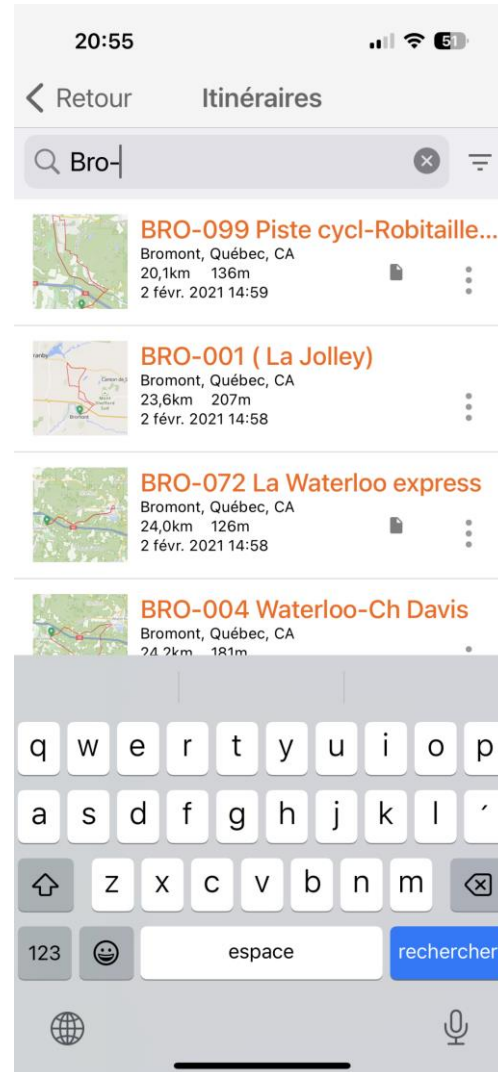 20:55
51
Retour
Itinéraires
Bro-
BRO-099 Piste cycl-Robitaille...
Bromont, Québec, CA
20,1km 136m
2 févr. 2021 14:59
BRO-001 ( La Jolley)
Bromont, Québec, CA
23,6km 207m
2 févr. 2021 14:58
BRO-072 La Waterloo express
Bromont, Québec, CA
24,0km 126m
2 févr. 2021 14:58
BRO-004 Waterloo-Ch Davis
Bromont, Québec, CA
24,2km 181m
q w e r t y u i o p
a s d f g h j k l ´
z x c v b n m
123 espace rechercher